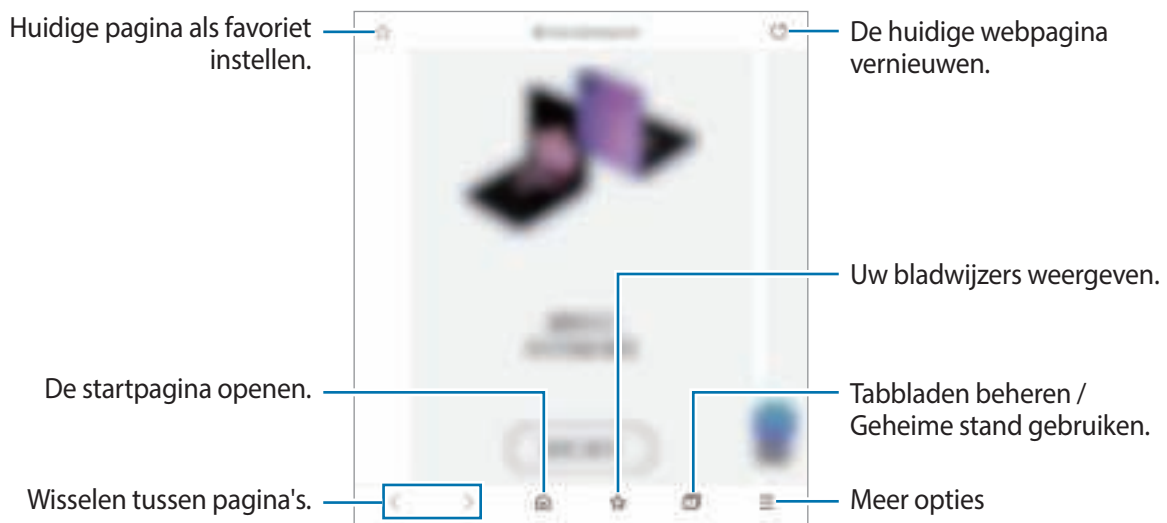 Huidige pagina als favoriet
instellen.
De huidige webpagina
vernieuwen.
Uw bladwijzers weergeven.
De startpagina openen.
Tabbladen beheren /
Geheime stand gebruiken.
Wisselen tussen pagina's.
Meer opties